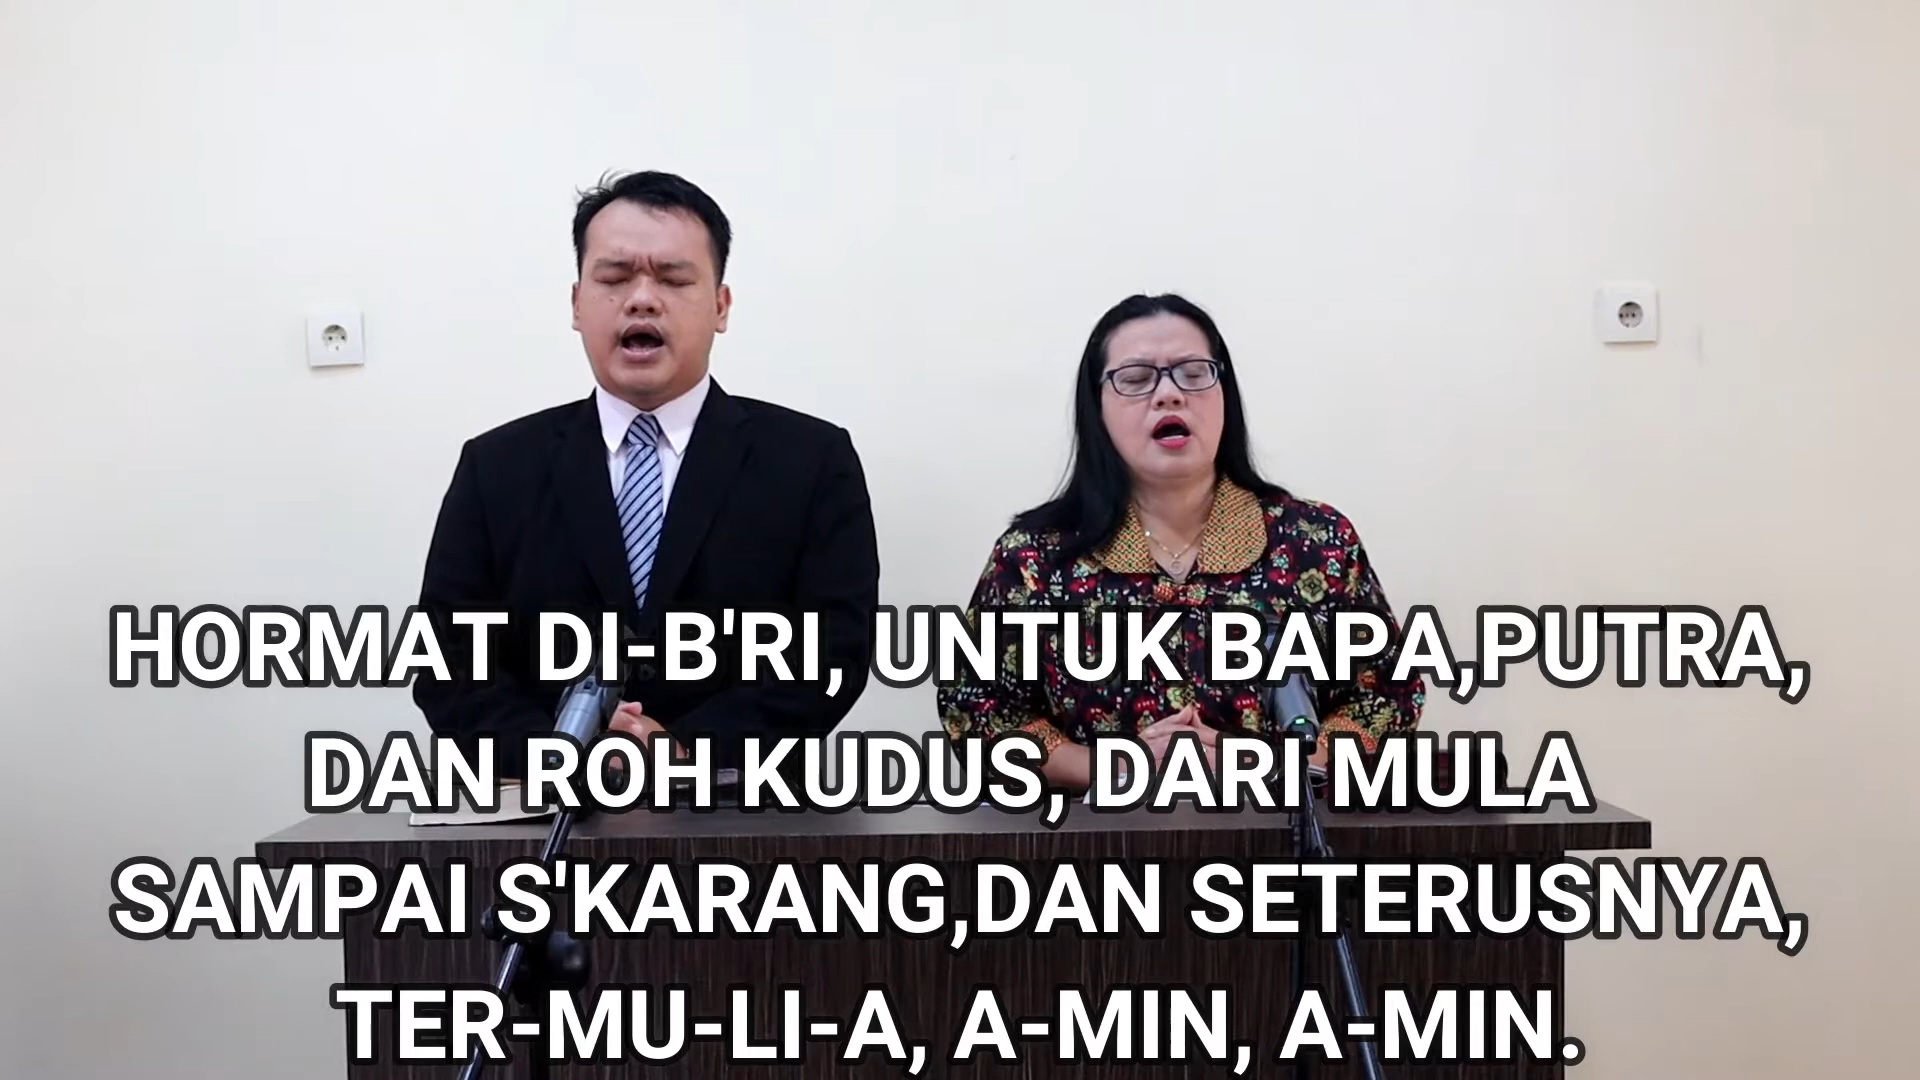 HORMAT DI-B'RI, UNTUK BAPA,PUTRA,
DAN ROH KUDUS, DARI MULA
SAMPAI S'KARANG,DAN SETERUSNYA,
TER-MU-LI-A, A-MIN, A-MIN.